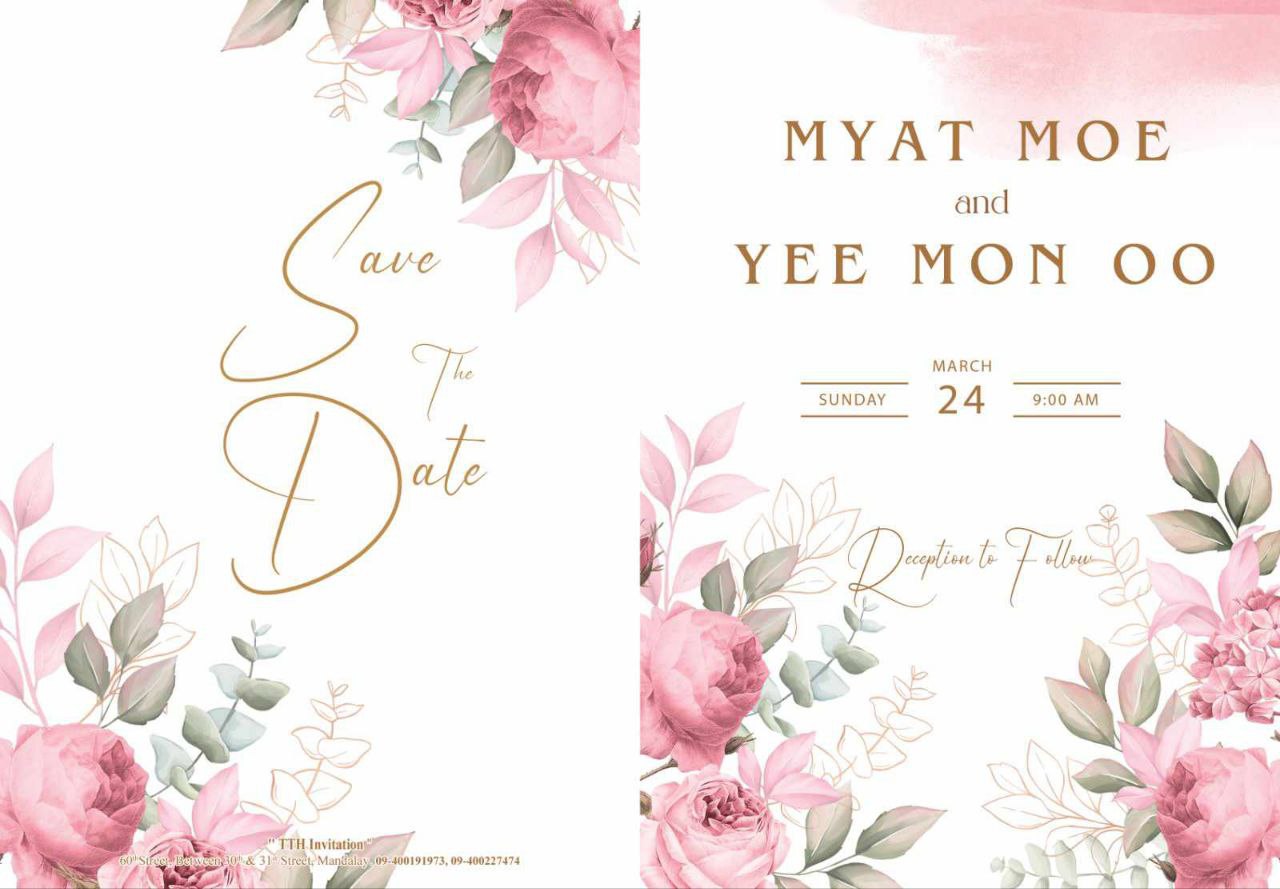 Save
The
Date
" TTH Invitation"
60th Street, Between 30th & 31st Street, Mandalay, 09-400191973, 09-400227474
MYAT MOE
and
YEE MON OO
MARCH
SUNDAY 24 9:00 AM
Reception to Follow